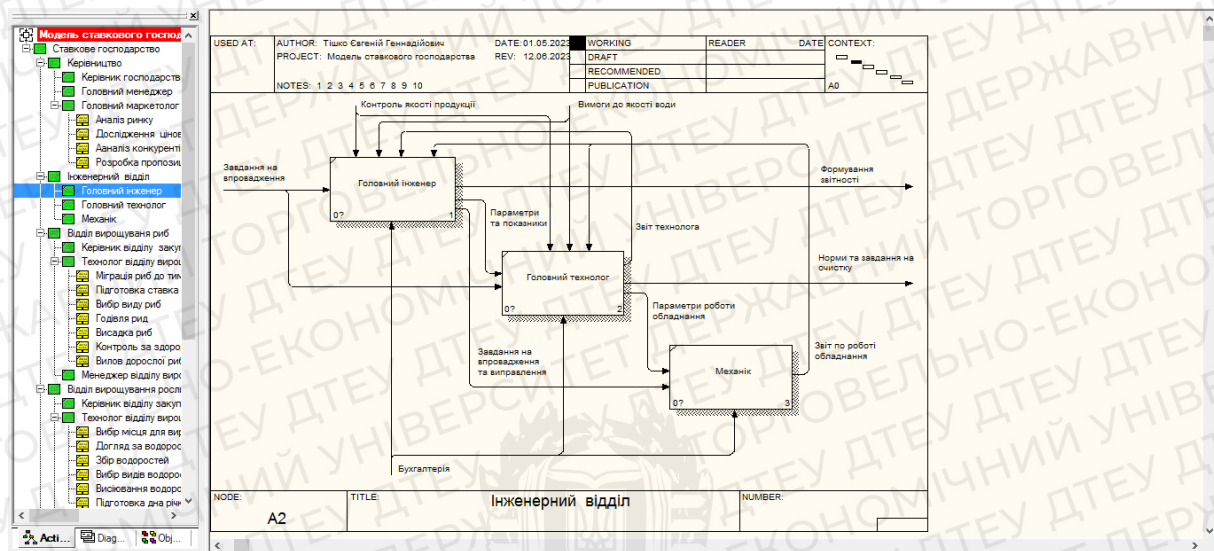 Модель ставкового господ
Ставкове господарство
Керівництво
Керівник господарств
Головний менеджер
Головний маркетолог
Аналіз ринку
Дослідження цінов
Ааналіз конкуренті
Розробка пропозиц
Інженерний відділ
Головний інженер
Головний технолог
Механік
Відділ вирощуваня риб
Керівник відділу закуп
Технолог відділу вирощ
Міграція риб до тим
Підготовка ставка
Вибір виду риб
Годівля рид
Висадка риб
Контроль за здоро
Вилов дорослої риб
Менеджер відділу виро
Відділ вирощування росли
Керівник відділу закуп
Технолог відділу вирощ
Вибір місця для вир
Догляд за водорос
Збір водоростей
Вибір видів водоро
Висіювання водоро
Підготовка дна річк
Acti...
Diag...
Obj...
USED AT:
AUTHOR: Тішко Євгеній Геннадійович
DATE: 01.05.2023
PROJECT: Модель ставкового господарства
REV: 12.06.2023
NOTES: 1 2 3 4 5 6 7 8 9 10
WORKING
DRAFT
RECOMMENDED
PUBLICATION
READER
DATE
CONTEXT:
A0
Контроль якості продукції
Вимоги до якості води
Завдання на
впровадження
Головний інженер
0?
1
Формування
звітності
Параметри
та показники
Звіт технолога
Головний технолог
0?
2
Норми та завдання на
очистку
Параметри роботи
обладнання
Завдання на
впровадження
та виправлення
Звіт по роботі
обладнання
Механік
0?
3
Бухгалтерія
NODE:
A2
TITLE:
Інженерний відділ
NUMBER: